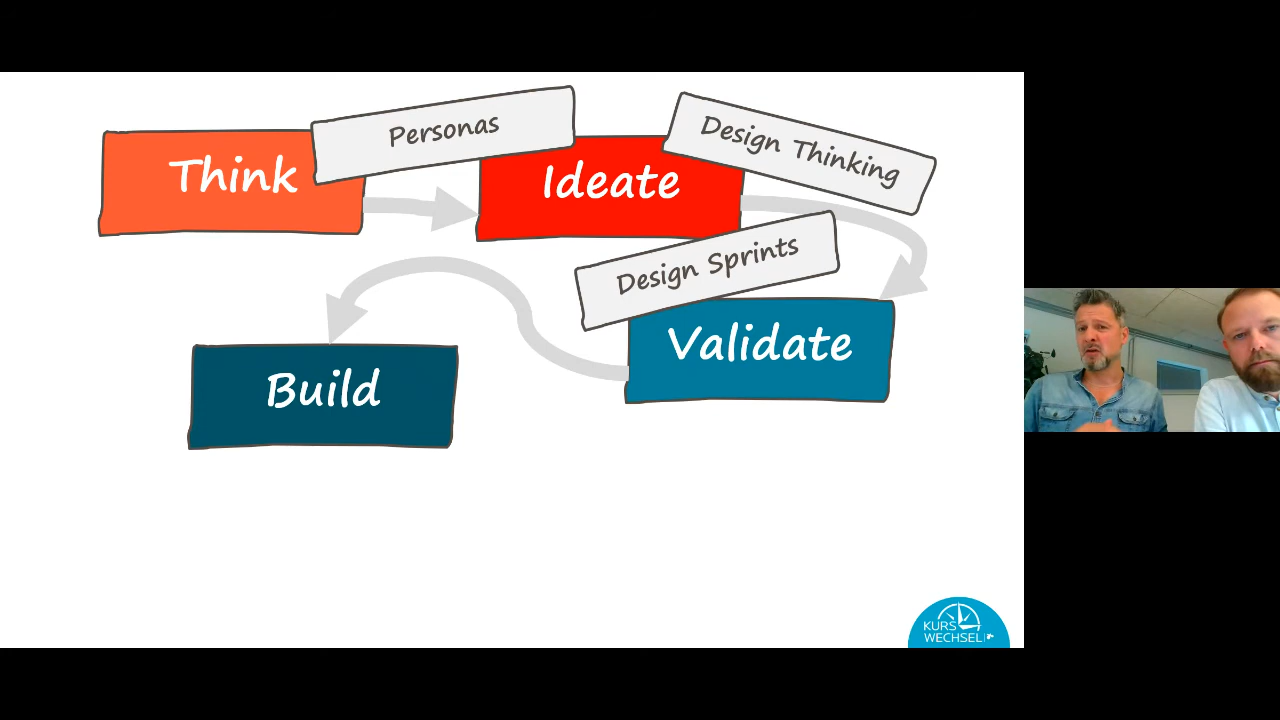 Personas
Design Thinking
Think
Ideate
Design Sprints
Validate
Build
KURS
WECHSEL